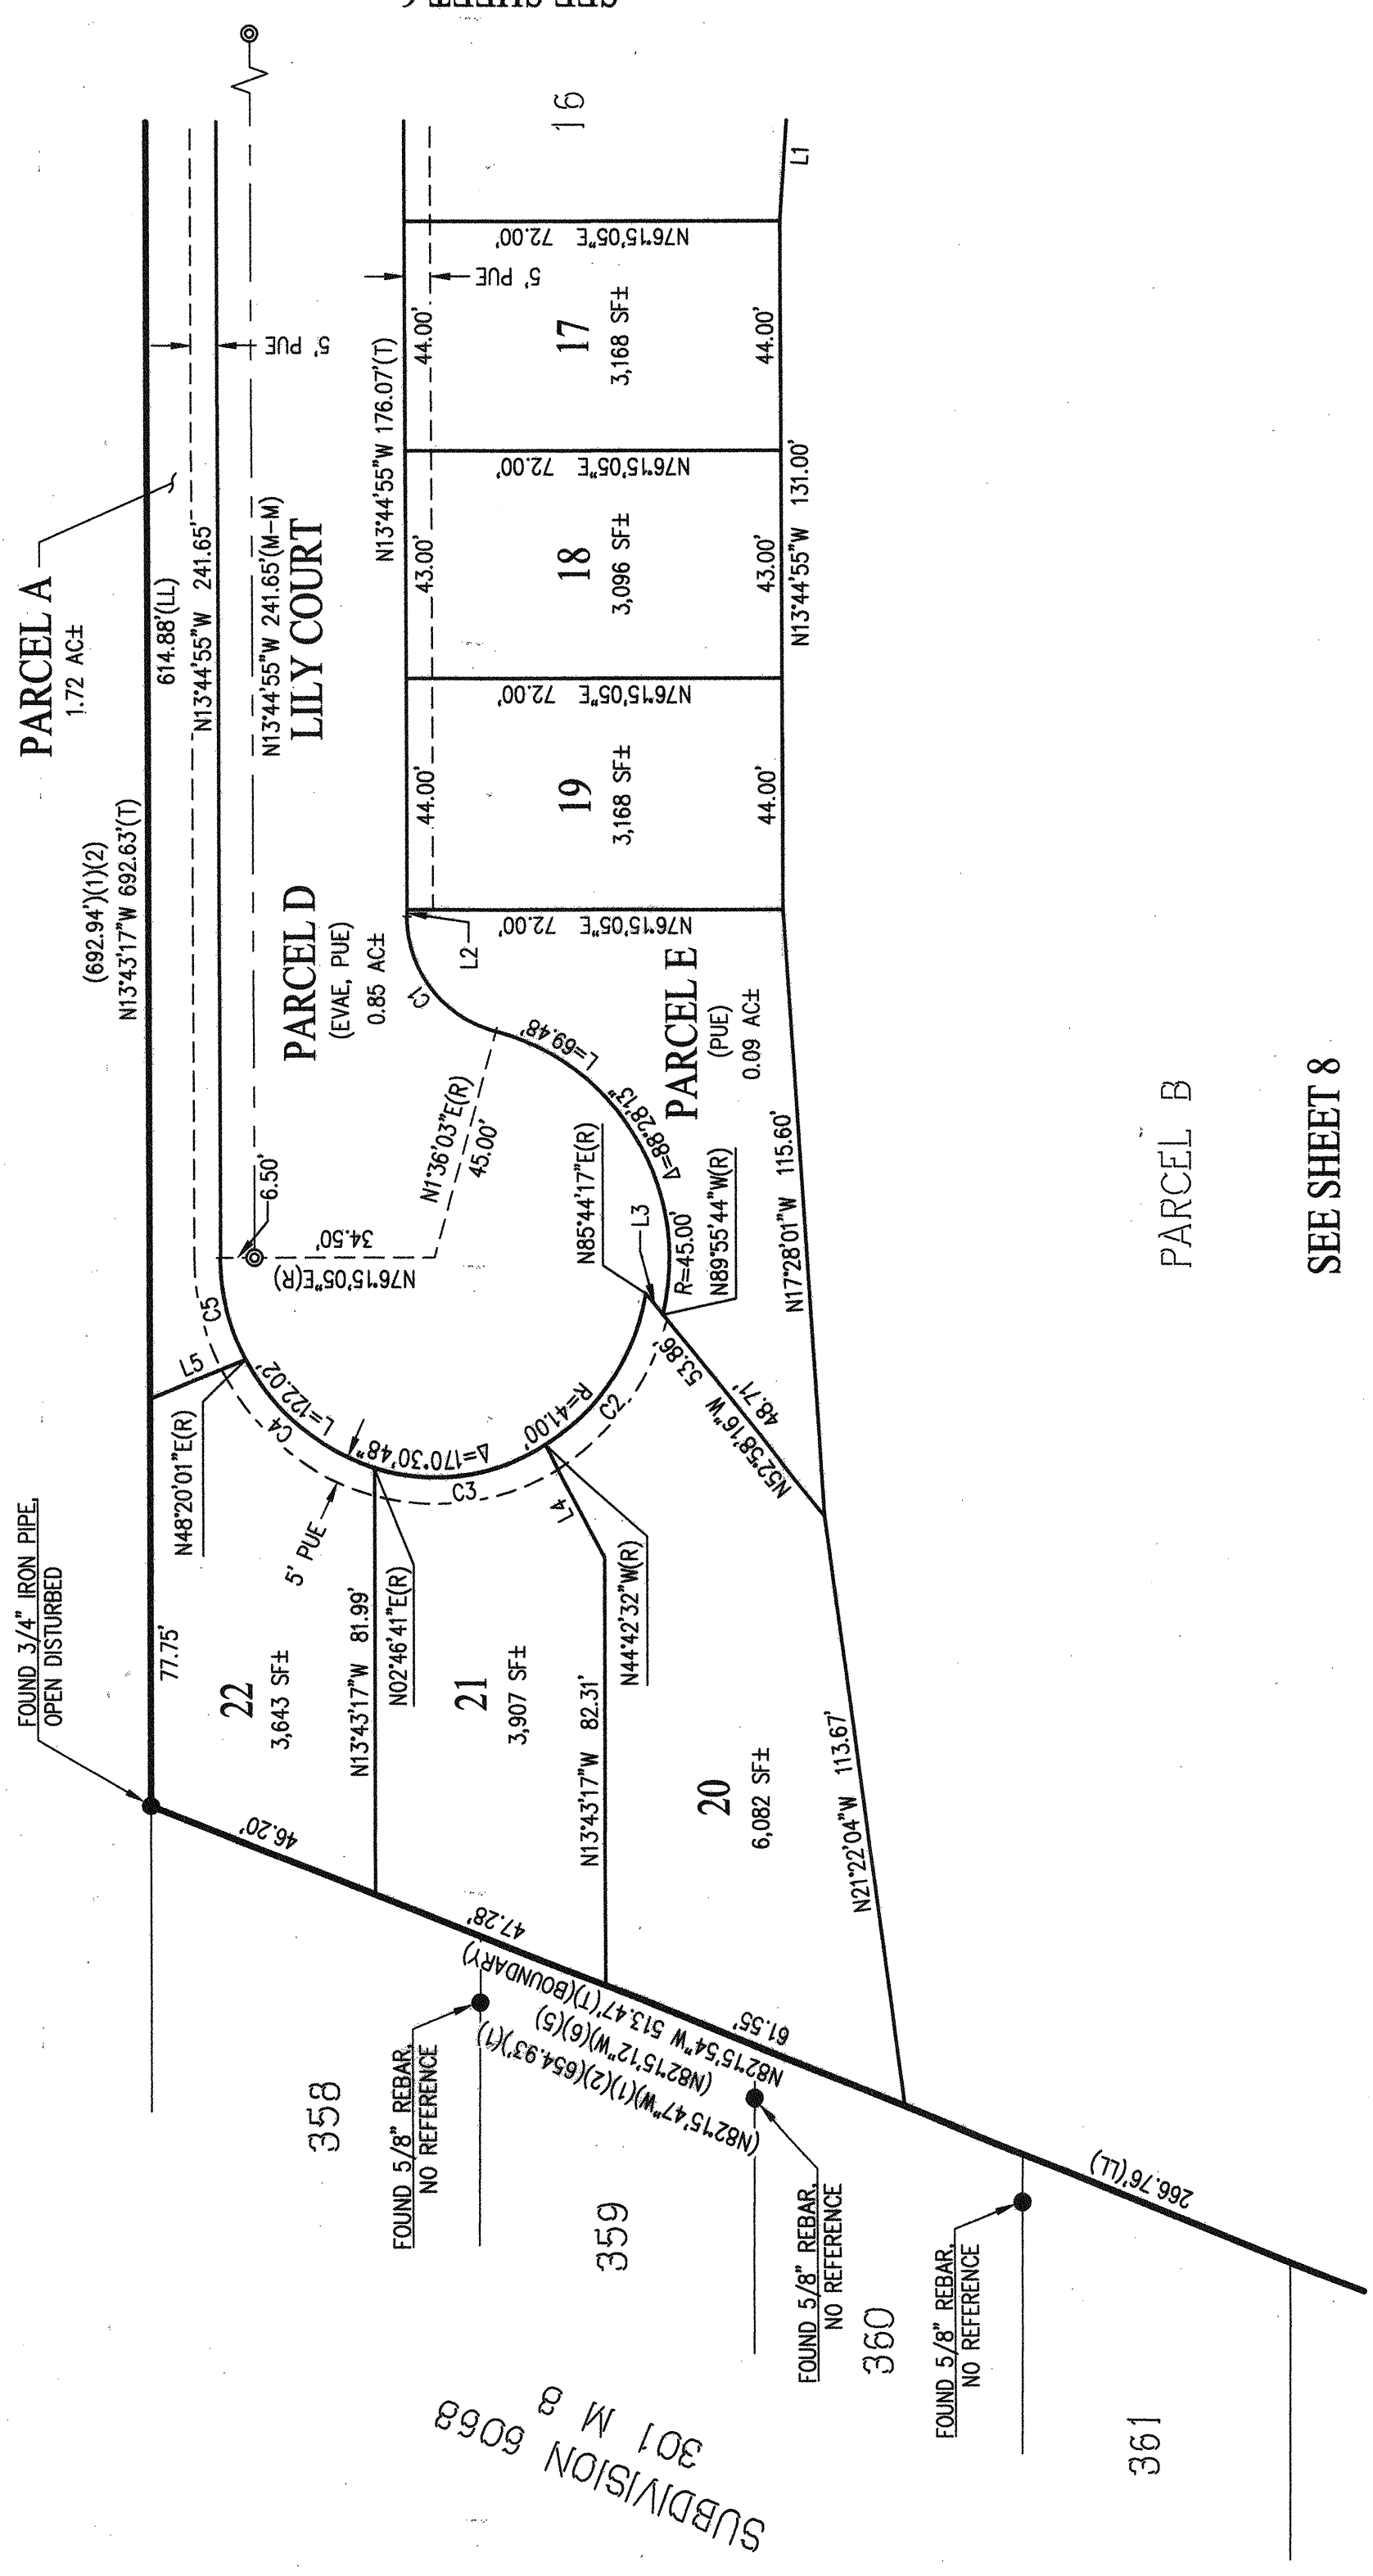 SEE SHEET 6
16
L1
N76°15'05"E 72.00'
5' PUE
44.00'
17
3,168 SF±
44.00'
5' PUE
N13°44'55"W 176.07'(T)
N76°15'05"E 72.00'
43.00'
18
3,096 SF±
43.00'
N13°44'55"W 131.00'
N76°15'05"E 72.00'
44.00'
19
3,168 SF±
44.00'
N76°15'05"E 72.00'
PARCEL A
1.72 AC±
614.88'(LL)
N13°44'55"W 241.65'
N13°44'55"W 241.65'(M-M)
LILY COURT
(692.94')(1)(2)
N13°43'17"W 692.63'(T)
PARCEL D
(EVAE, PUE)
0.85 AC±
L2
C1
L=69.48'
Δ=88°28'13"
R=45.00'
PARCEL E
(PUE)
0.09 AC±
N1°36'03"E(R)
45.00'
6.50'
34.50'
N76°15'05"E(R)
N85°44'17"E(R)
L3
N89°55'44"W(R)
N17°28'01"W 115.60'
PARCEL B
SEE SHEET 8
C5
L5
N48°20'01"E(R)
C4
L=122.02'
Δ=170°30'48"
R=41.00'
C2
C3
L4
5' PUE
53.86'
N52°58'16"W
48.71'
N02°46'41"E(R)
N44°42'32"W(R)
FOUND 3/4" IRON PIPE,
OPEN DISTURBED
77.75'
22
3,643 SF±
N13°43'17"W 81.99'
21
3,907 SF±
N13°43'17"W 82.31'
20
6,082 SF±
N21°22'04"W 113.67'
46.20'
47.28'
61.55'
N82°15'54"W 513.47'(T)(BOUNDARY)
(N82°15'12"W)(6)(5)
(N82°15'47"W)(1)(2)(654.93')(1)
266.76'(LL)
358
FOUND 5/8" REBAR,
NO REFERENCE
359
FOUND 5/8" REBAR,
NO REFERENCE
360
FOUND 5/8" REBAR,
NO REFERENCE
361
SUBDIVISION 6068
301 M 8